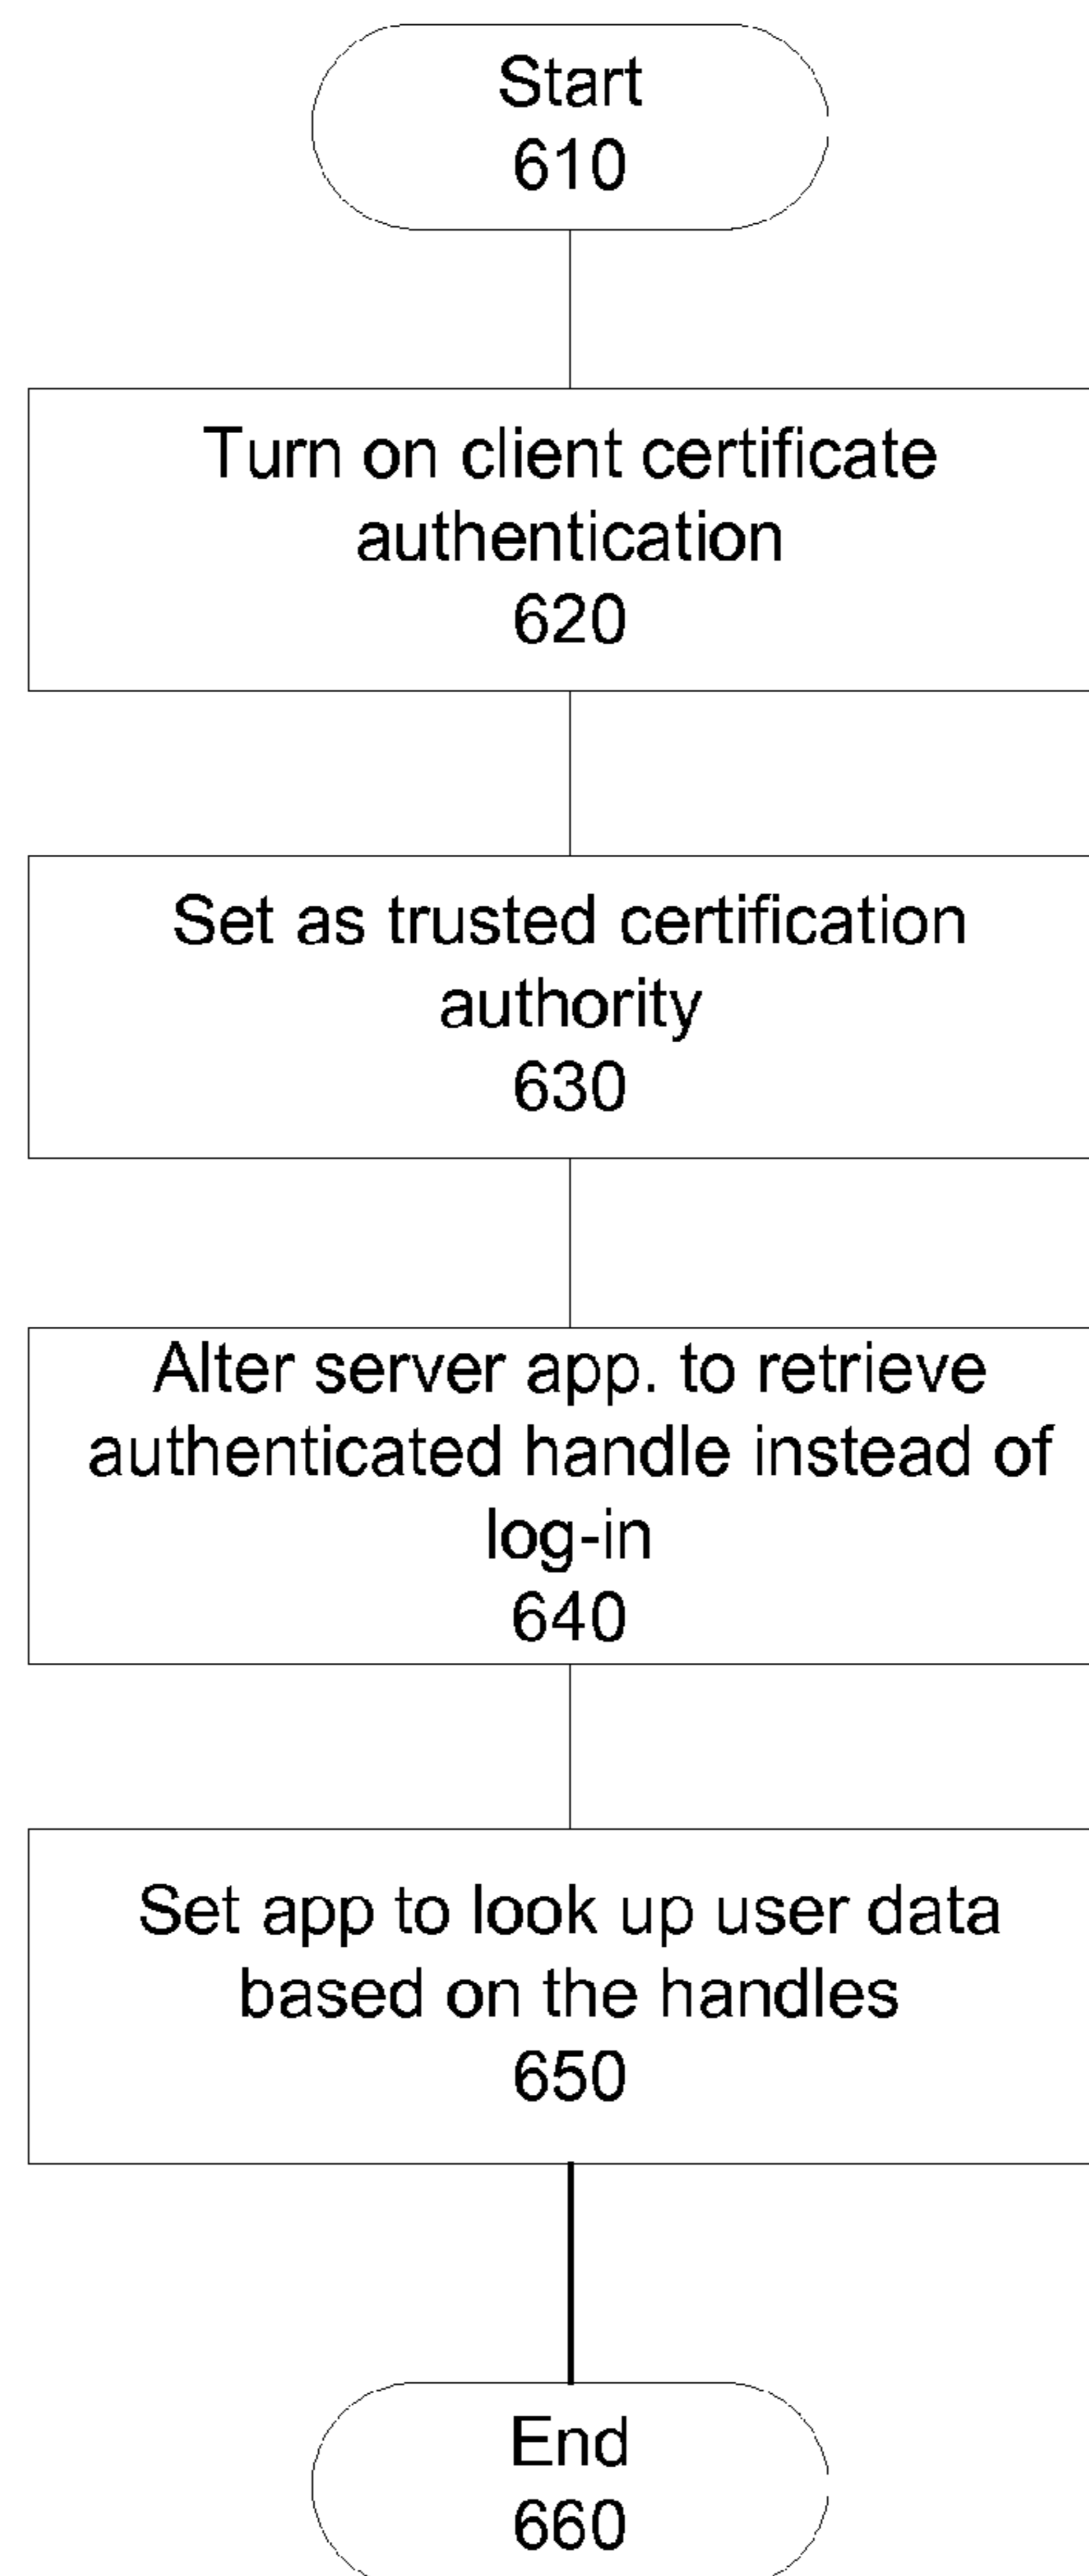 Start
610
Turn on client certificate
authentication
620
Set as trusted certification
authority
630
Alter server app. to retrieve
authenticated handle instead of
log-in
640
Set app to look up user data
based on the handles
650
End
660